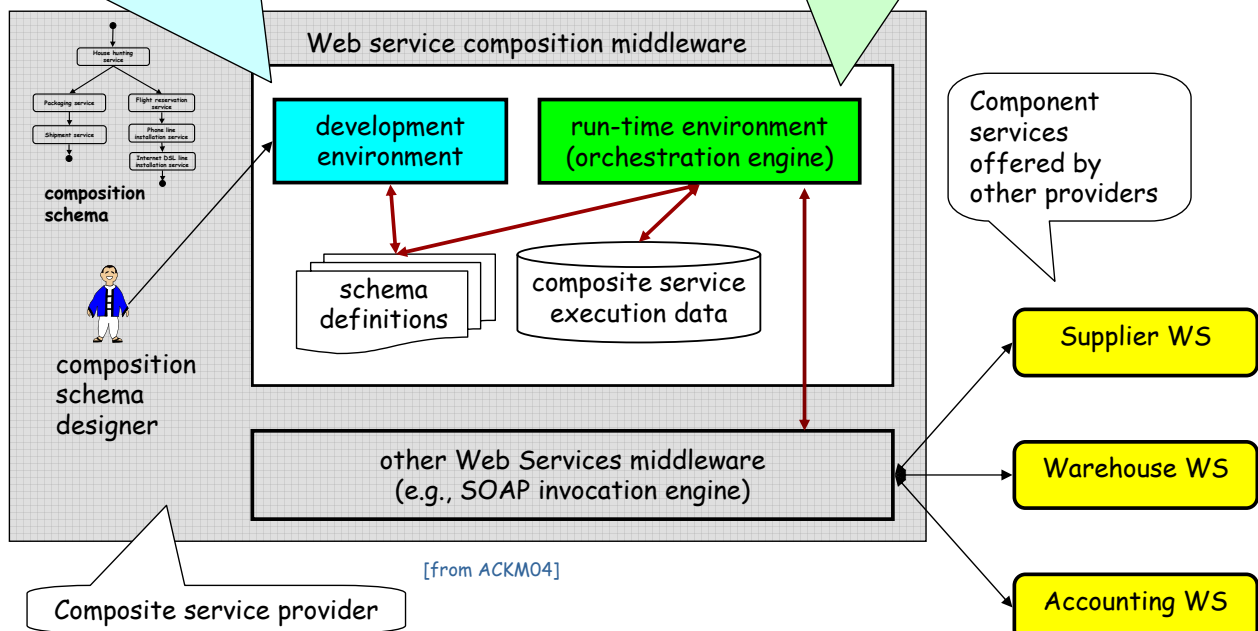 Web service composition middleware
House hunting
service
Packaging service
Flight reservation
service
Shipment service
Phone line
installation service
Internet DSL line
installation service
composition
schema
development
environment
run-time environment
(orchestration engine)
Component
services
offered by
other providers
schema
definitions
composite service
execution data
composition
schema
designer
Supplier WS
other Web Services middleware
(e.g., SOAP invocation engine)
Warehouse WS
[from ACKM04]
Composite service provider
Accounting WS